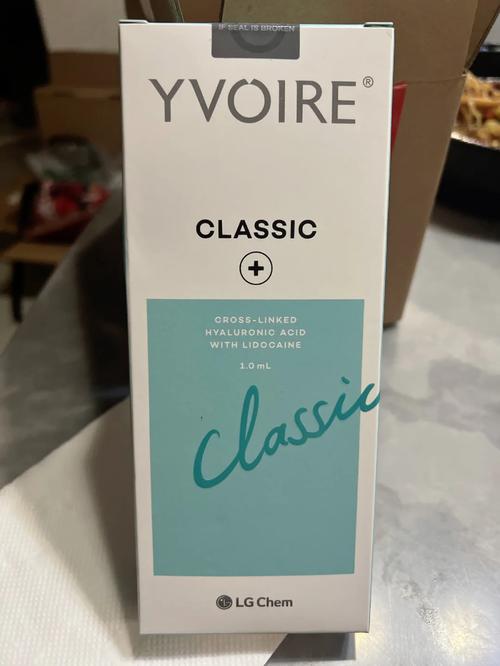 IF SEAL IS BROKEN
YVOIRE®
CLASSIC
+
CROSS-LINKED
HYALURONIC ACID
WITH LIDOCAINE
1.0 mL
Classic
LG Chem